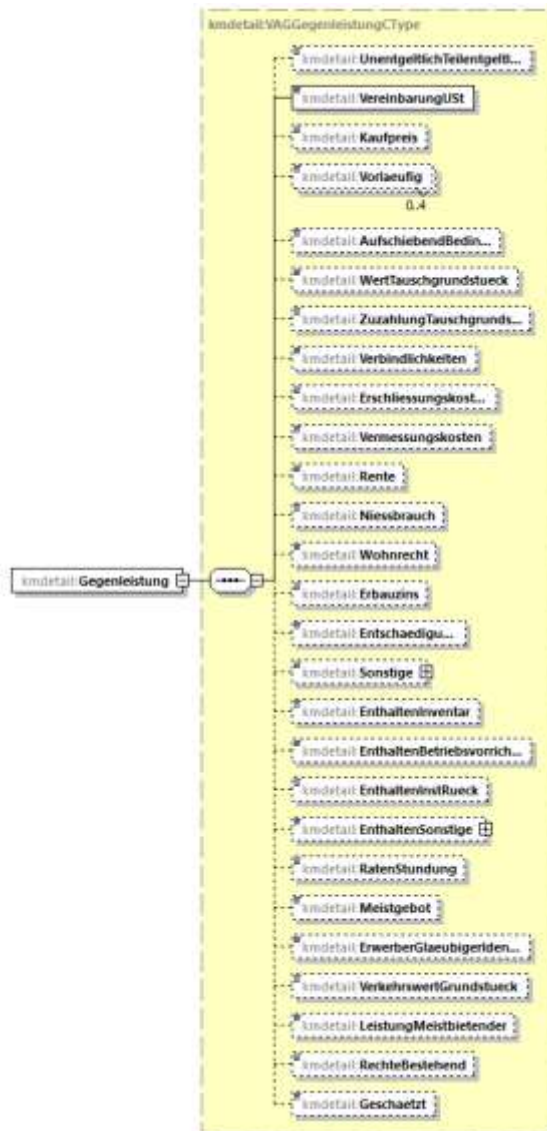 kmdetail:VAGGegenleistungCType
kmdetail:UnentgeltlichTeilentgeltl...
kmdetail:VereinbarungUSt
kmdetail:Kaufpreis
kmdetail:Vorlaeufig
0..4
kmdetail:AufschiebendBedin...
kmdetail:WertTauschgrundstueck
kmdetail:ZuzahlungTauschgrunds...
kmdetail:Verbindlichkeiten
kmdetail:Erschliessungskost...
kmdetail:Vermessungskosten
kmdetail:Rente
kmdetail:Niessbrauch
kmdetail:Wohnrecht
kmdetail:Gegenleistung
kmdetail:Erbauzins
kmdetail:Entschaedigu...
kmdetail:Sonstige
kmdetail:EnthaltenInventar
kmdetail:EnthaltenBetriebsvorrich...
kmdetail:EnthaltenInstRueck
kmdetail:EnthaltenSonstige
kmdetail:RatenStundung
kmdetail:Meistgebot
kmdetail:ErwerberGlaeubigerIden...
kmdetail:VerkehrswertGrundstueck
kmdetail:LeistungMeistbietender
kmdetail:RechteBestehend
kmdetail:Geschaetzt